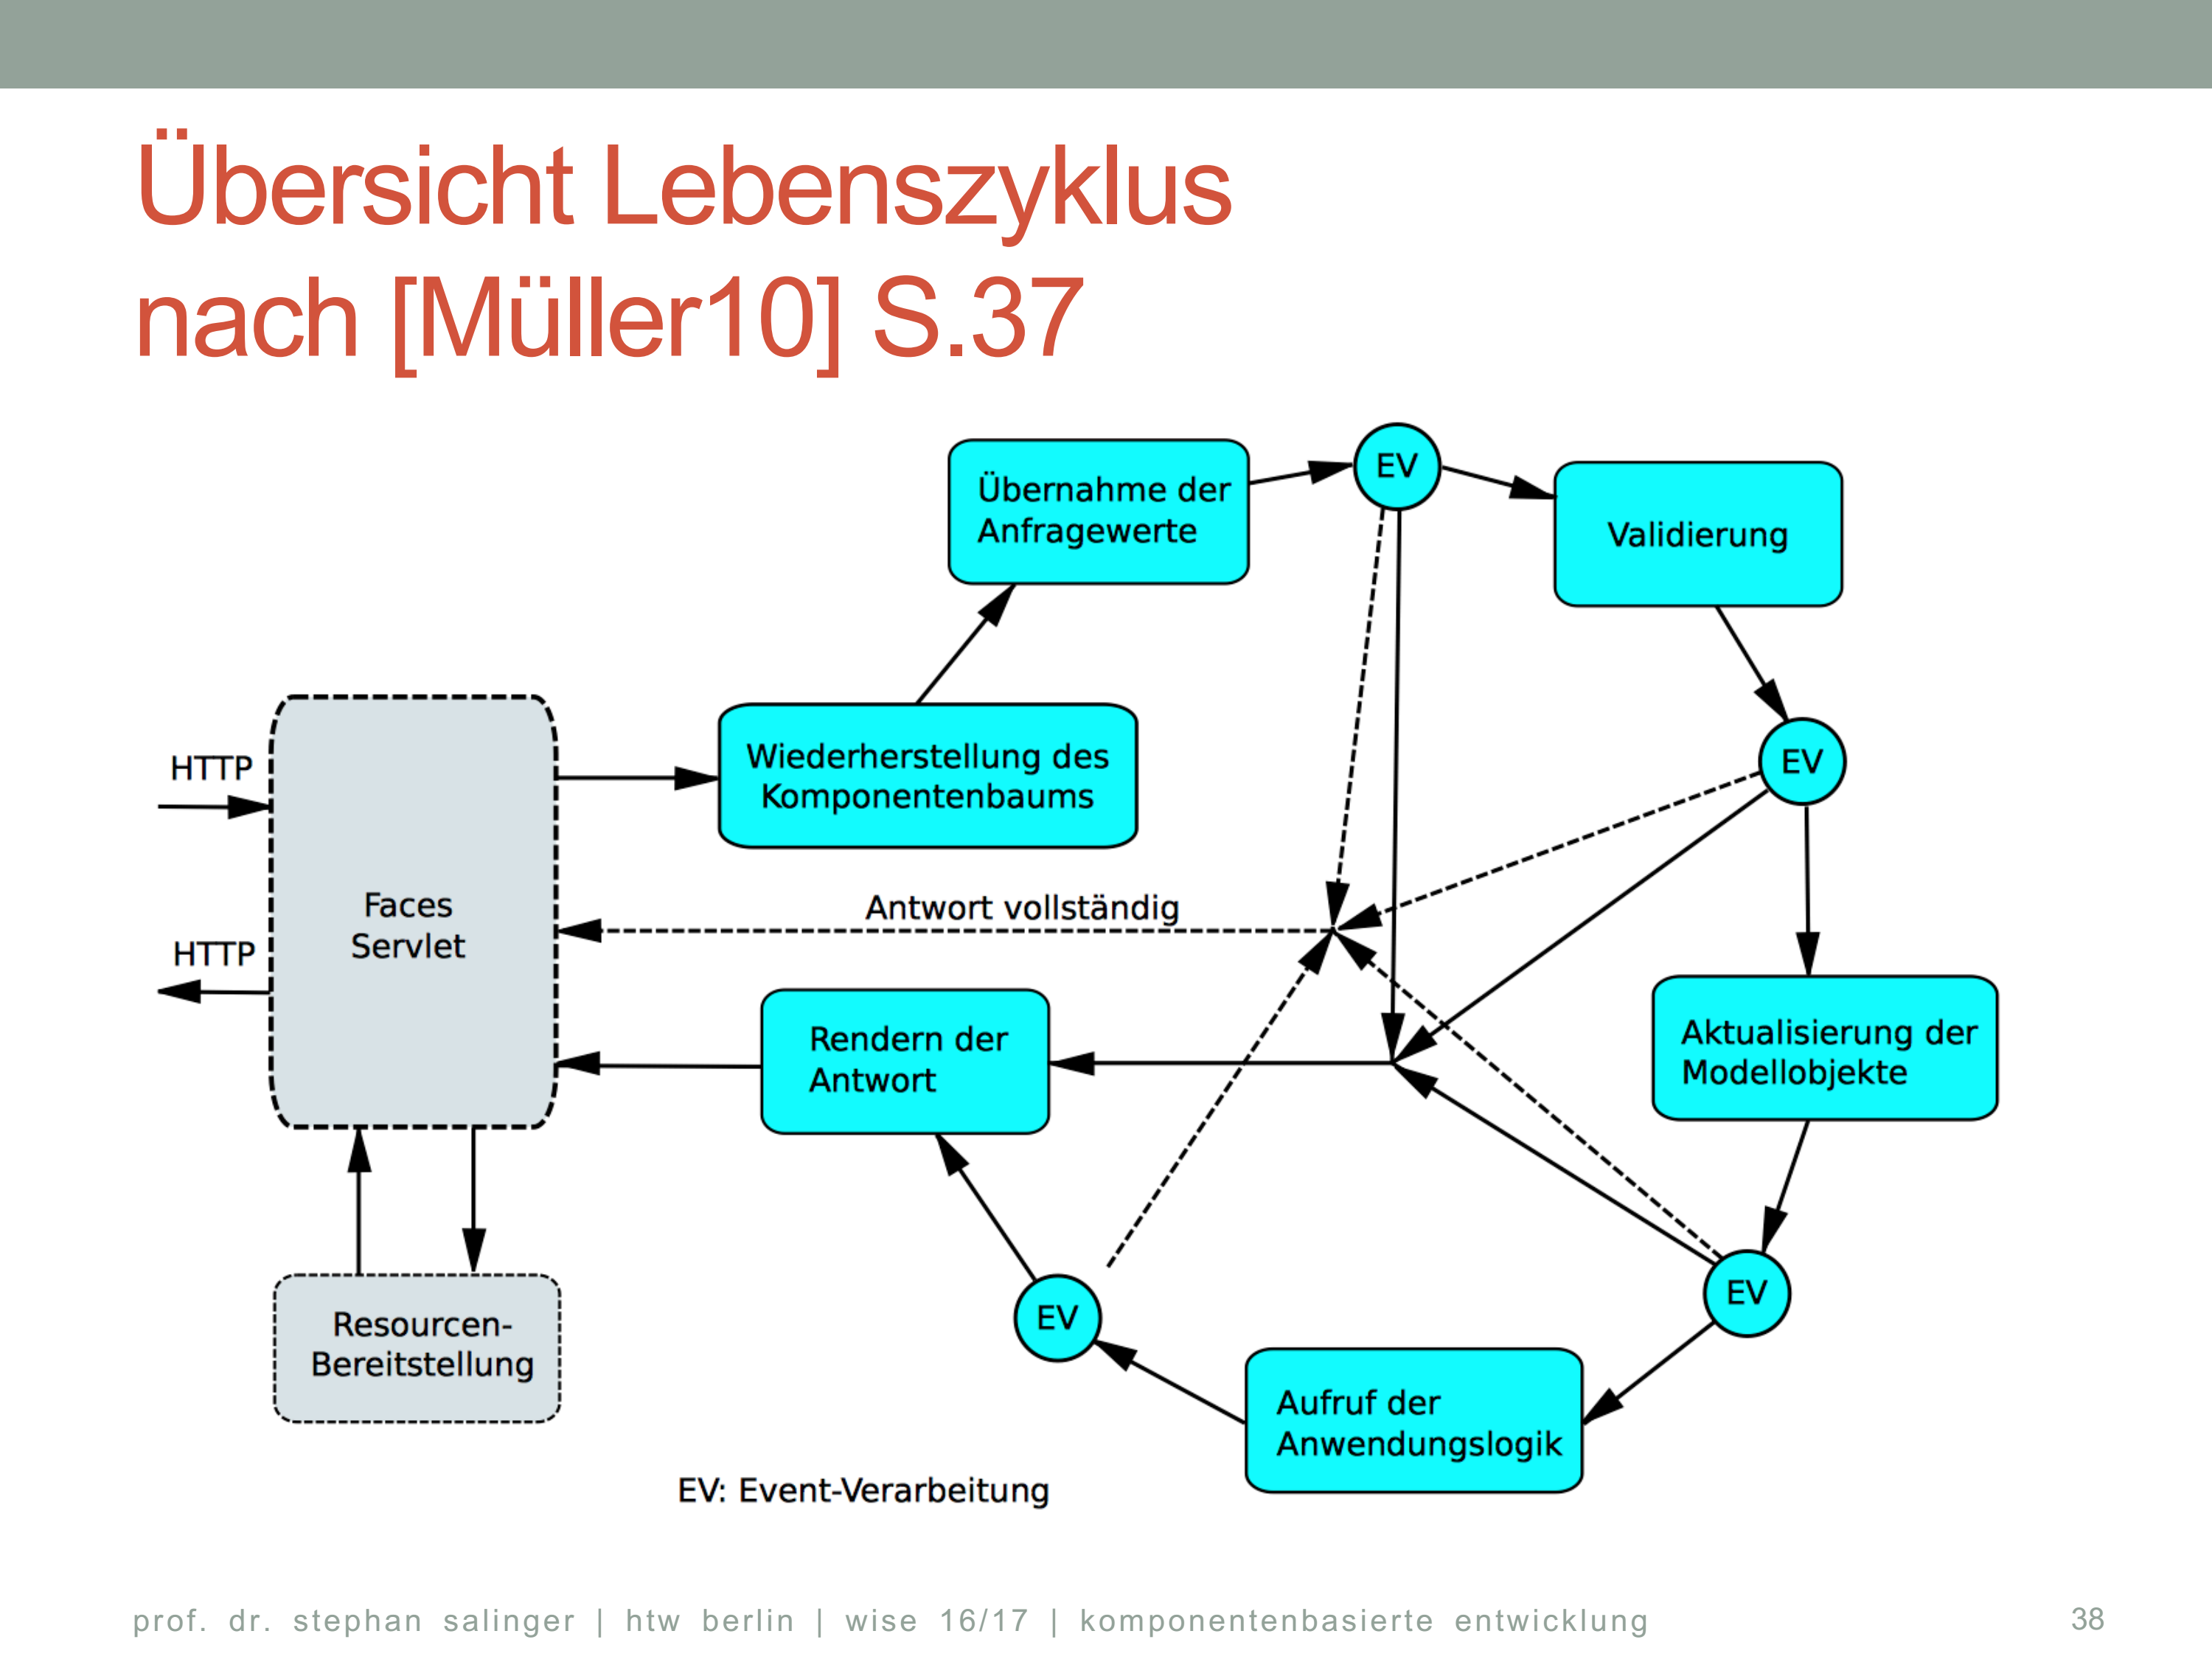 Übersicht Lebenszyklus
nach [Müller10] S.37
Übernahme der
Anfragewerte
EV
Validierung
Wiederherstellung des
Komponentenbaums
EV
HTTP
Faces
Servlet
HTTP
Antwort vollständig
Rendern der
Antwort
Aktualisierung der
Modellobjekte
EV
EV
Resourcen-
Bereitstellung
Aufruf der
Anwendungslogik
EV: Event-Verarbeitung
prof. dr. stephan salinger | htw berlin | wise 16/17 | komponentenbasierte entwicklung
38